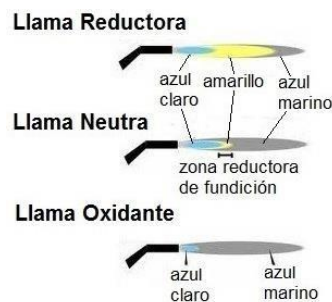 Llama Reductora
azul claro
amarillo
azul marino
Llama Neutra
zona reductora
de fundición
Llama Oxidante
azul claro
azul marino